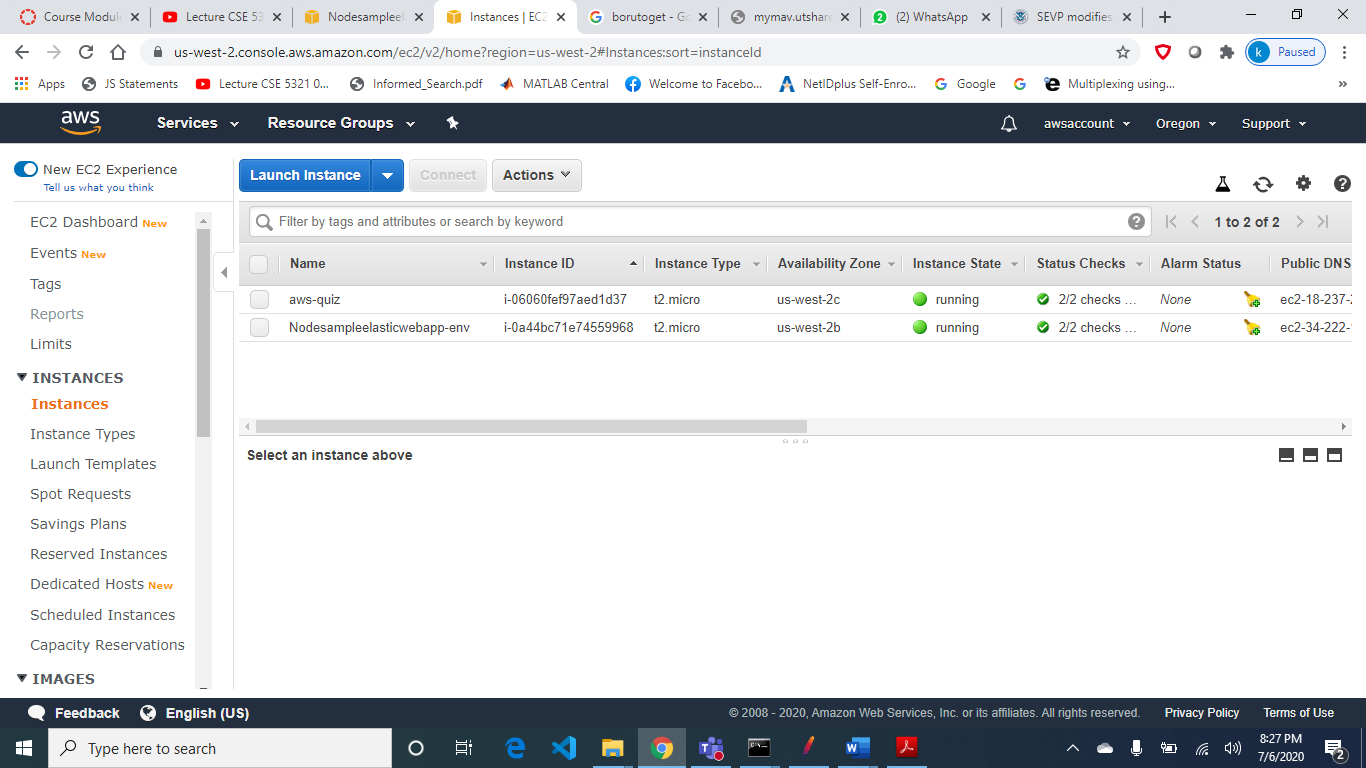 Course Module
Lecture CSE 53
Nodesampleel
Instances | EC2
borutoget - Go
mymav.utshare
(2) WhatsApp
SEVP modifies
us-west-2.console.aws.amazon.com/ec2/v2/home?region=us-west-2#Instances:sort=instanceId
k Paused
Apps
JS Statements
Lecture CSE 5321 0...
Informed_Search.pdf
MATLAB Central
Welcome to Facebo...
NetIDplus Self-Enro...
Google
Multiplexing using...
aws
Services
Resource Groups
awsaccount
Oregon
Support
New EC2 Experience
Tell us what you think
EC2 Dashboard New
Events New
Tags
Reports
Limits
INSTANCES
Instances
Instance Types
Launch Templates
Spot Requests
Savings Plans
Reserved Instances
Dedicated Hosts New
Scheduled Instances
Capacity Reservations
IMAGES
Launch Instance
Connect
Actions
Filter by tags and attributes or search by keyword
1 to 2 of 2
Name Instance ID Instance Type Availability Zone Instance State Status Checks Alarm Status Public DNS
aws-quiz i-06060fef97aed1d37 t2.micro us-west-2c running 2/2 checks ... None ec2-18-237-2
Nodesampleelasticwebapp-env i-0a44bc71e74559968 t2.micro us-west-2b running 2/2 checks ... None ec2-34-222-1
Select an instance above
Feedback
English (US)
© 2008 - 2020, Amazon Web Services, Inc. or its affiliates. All rights reserved.
Privacy Policy
Terms of Use
Type here to search
8:27 PM
7/6/2020
2